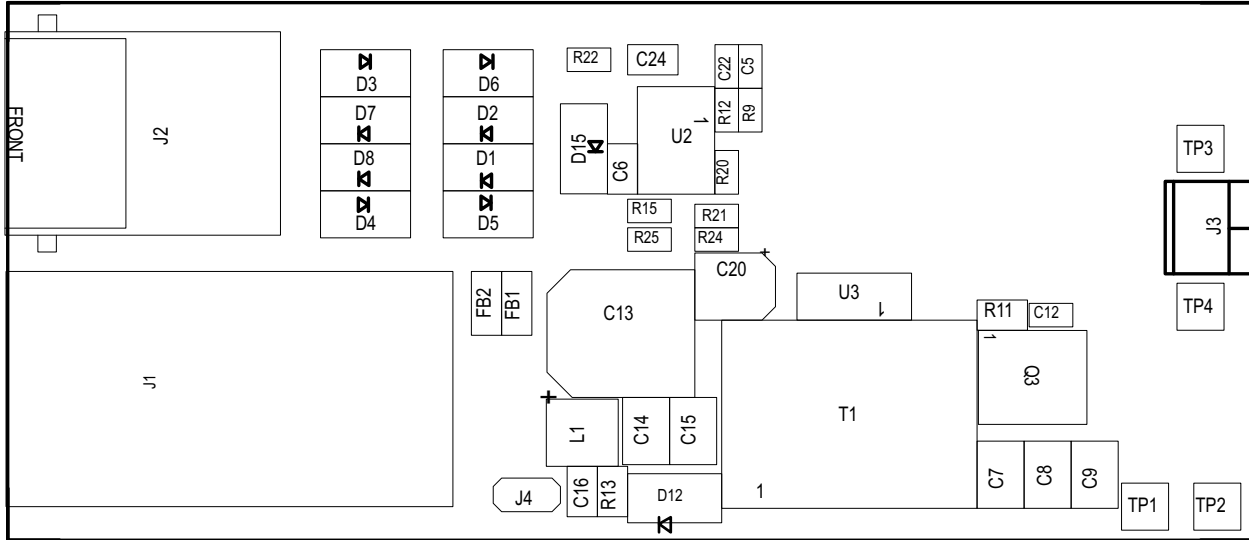 R22
C24
C22
C5
D3
D6
FRONT
J2
D7
D2
R12
R9
1
U2
D15
TP3
D8
D1
C6
R20
D4
D5
R15
R21
J3
R25
R24
C20
+
FB2
FB1
C13
U3
1
R11
C12
TP4
1
J1
Q3
+
L1
C14
C15
T1
C7
C8
C9
J4
C16
R13
D12
1
TP1
TP2